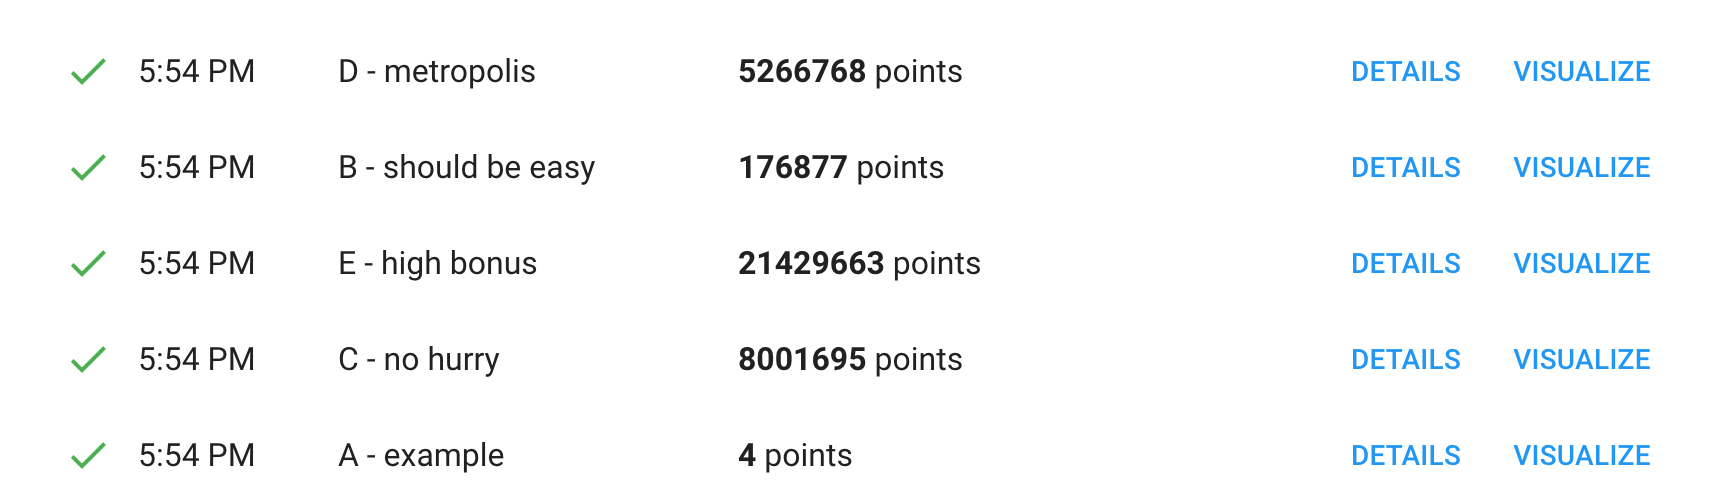 5:54 PM D - metropolis 5266768 points DETAILS VISUALIZE
5:54 PM B - should be easy 176877 points DETAILS VISUALIZE
5:54 PM E - high bonus 21429663 points DETAILS VISUALIZE
5:54 PM C - no hurry 8001695 points DETAILS VISUALIZE
5:54 PM A - example 4 points DETAILS VISUALIZE